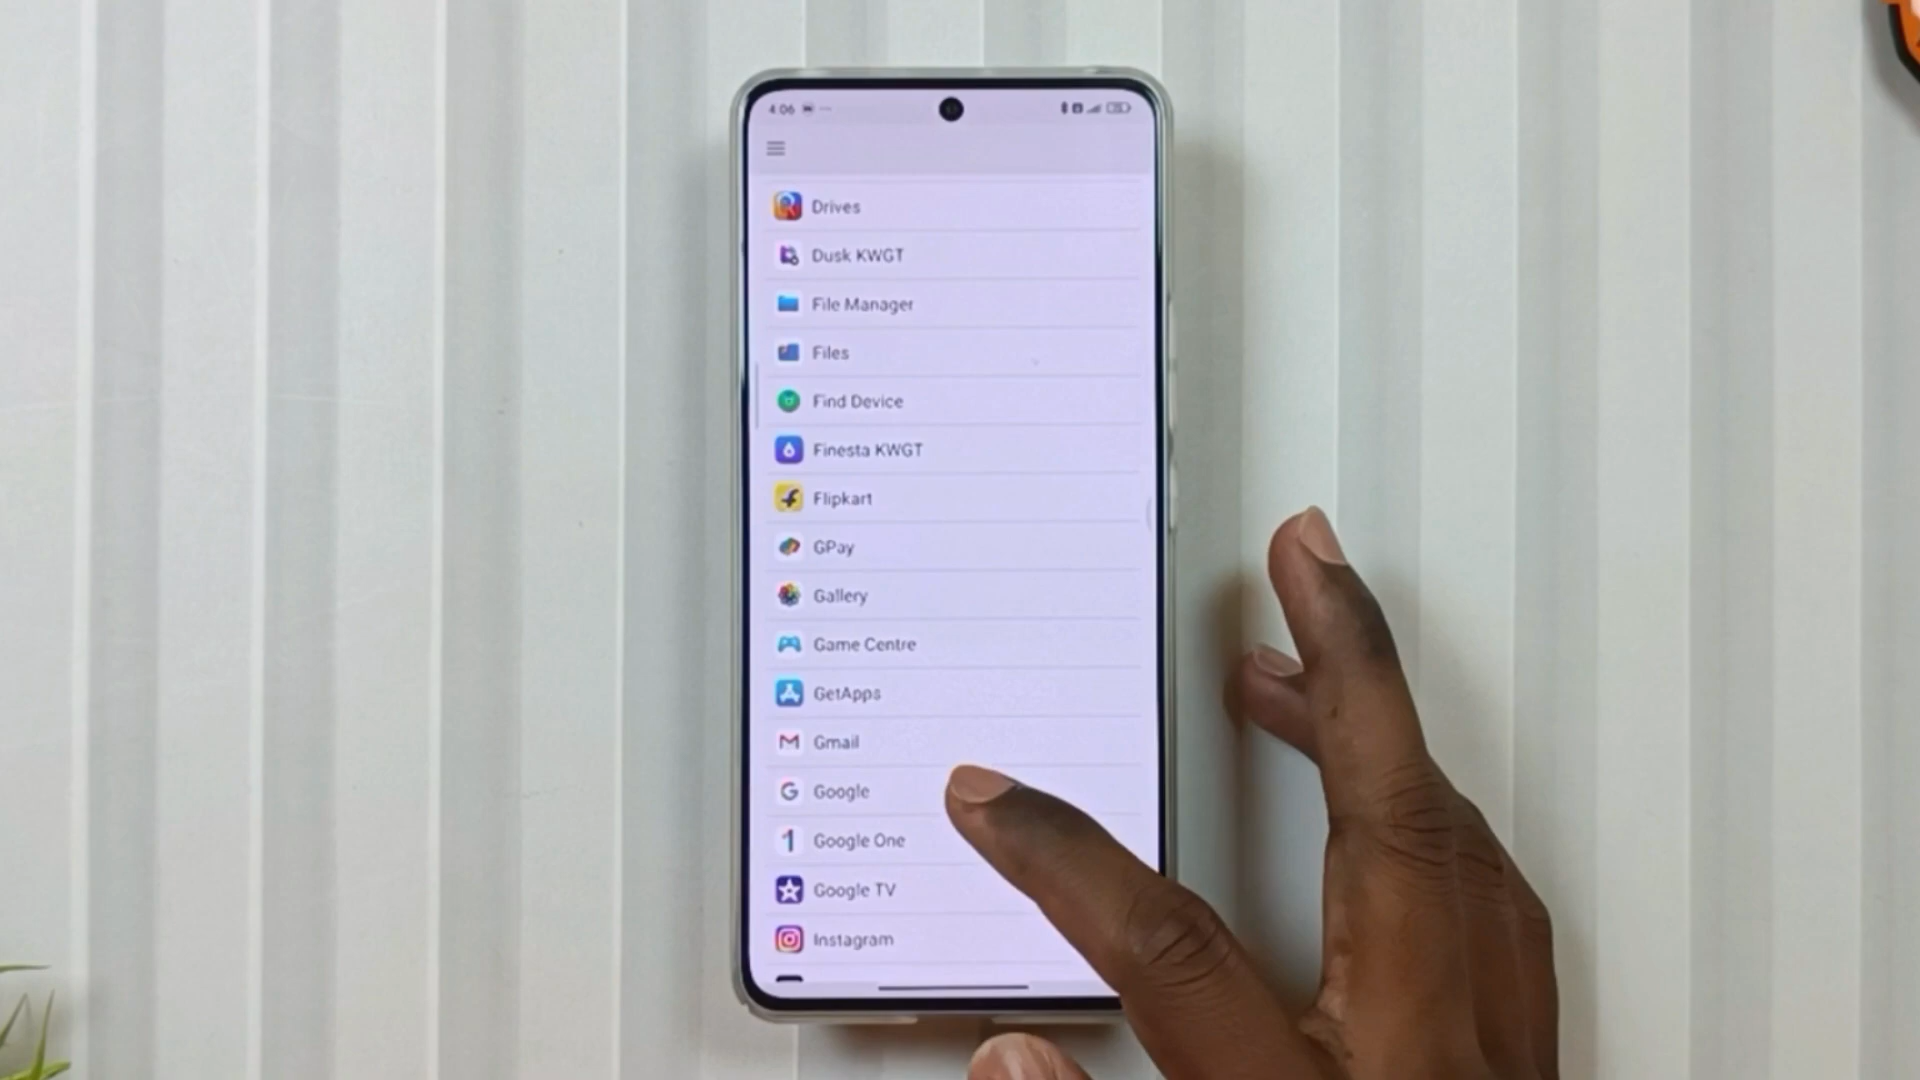 4:06
Drives
Dusk KWGT
File Manager
Files
Find Device
Finesta KWGT
Flipkart
GPay
Gallery
Game Centre
GetApps
Gmail
Google
Google One
Google TV
Instagram